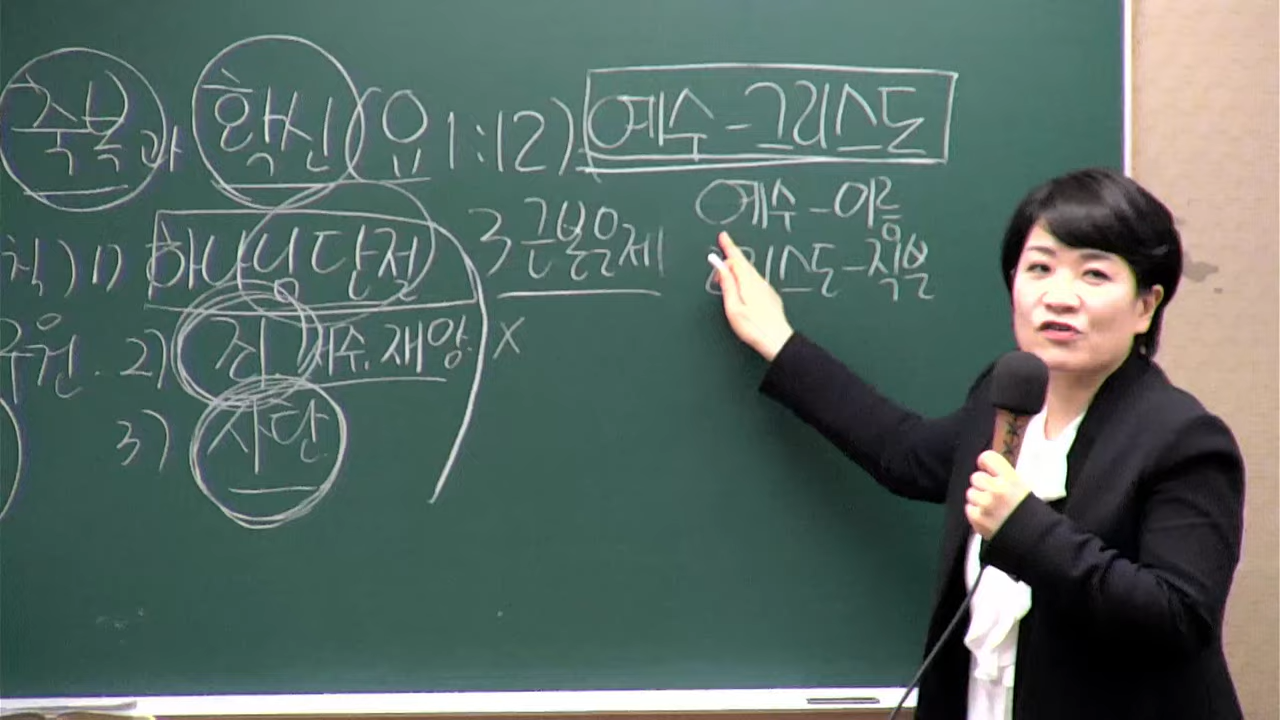 축복과 확신(요 1:12) 예수-그리스도
예수-이름
칙) 1) 하나님 단절 3 근본문제 그리스도-직분
2) 죄. 저주.재앙. X
3) 사단